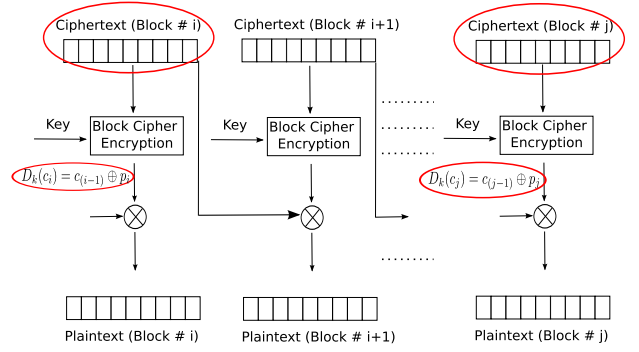 Ciphertext (Block # i)
Ciphertext (Block # i+1)
Ciphertext (Block # j)
Key
Block Cipher
Encryption
Key
Block Cipher
Encryption
Key
Block Cipher
Encryption
D_k(c_i) = c_(i−1) ⊕ p_i
D_k(c_j) = c_(j−1) ⊕ p_j
Plaintext (Block # i)
Plaintext (Block # i+1)
Plaintext (Block # j)